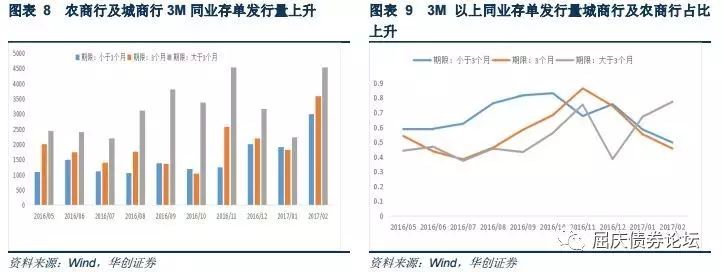 图表 8 农商行及城商行 3M 同业存单发行量上升
期限：小于3个月 期限：3个月 期限：大于3个月
5000
4500
4000
3500
3000
2500
2000
1500
1000
500
0
2016/05 2016/06 2016/07 2016/08 2016/09 2016/10 2016/11 2016/12 2017/01 2017/02
资料来源：Wind，华创证券
图表 9 3M 以上同业存单发行量城商行及农商行占比
上升
期限：小于3个月 期限：3个月 期限：大于3个月
0.9
0.8
0.7
0.6
0.5
0.4
0.3
0.2
0.1
0
2016/05 2016/06 2016/07 2016/08 2016/09 2016/10 2016/11 2016/12 2017/01 2017/02
资料来源：Wind，华创证券
屈庆债券论坛